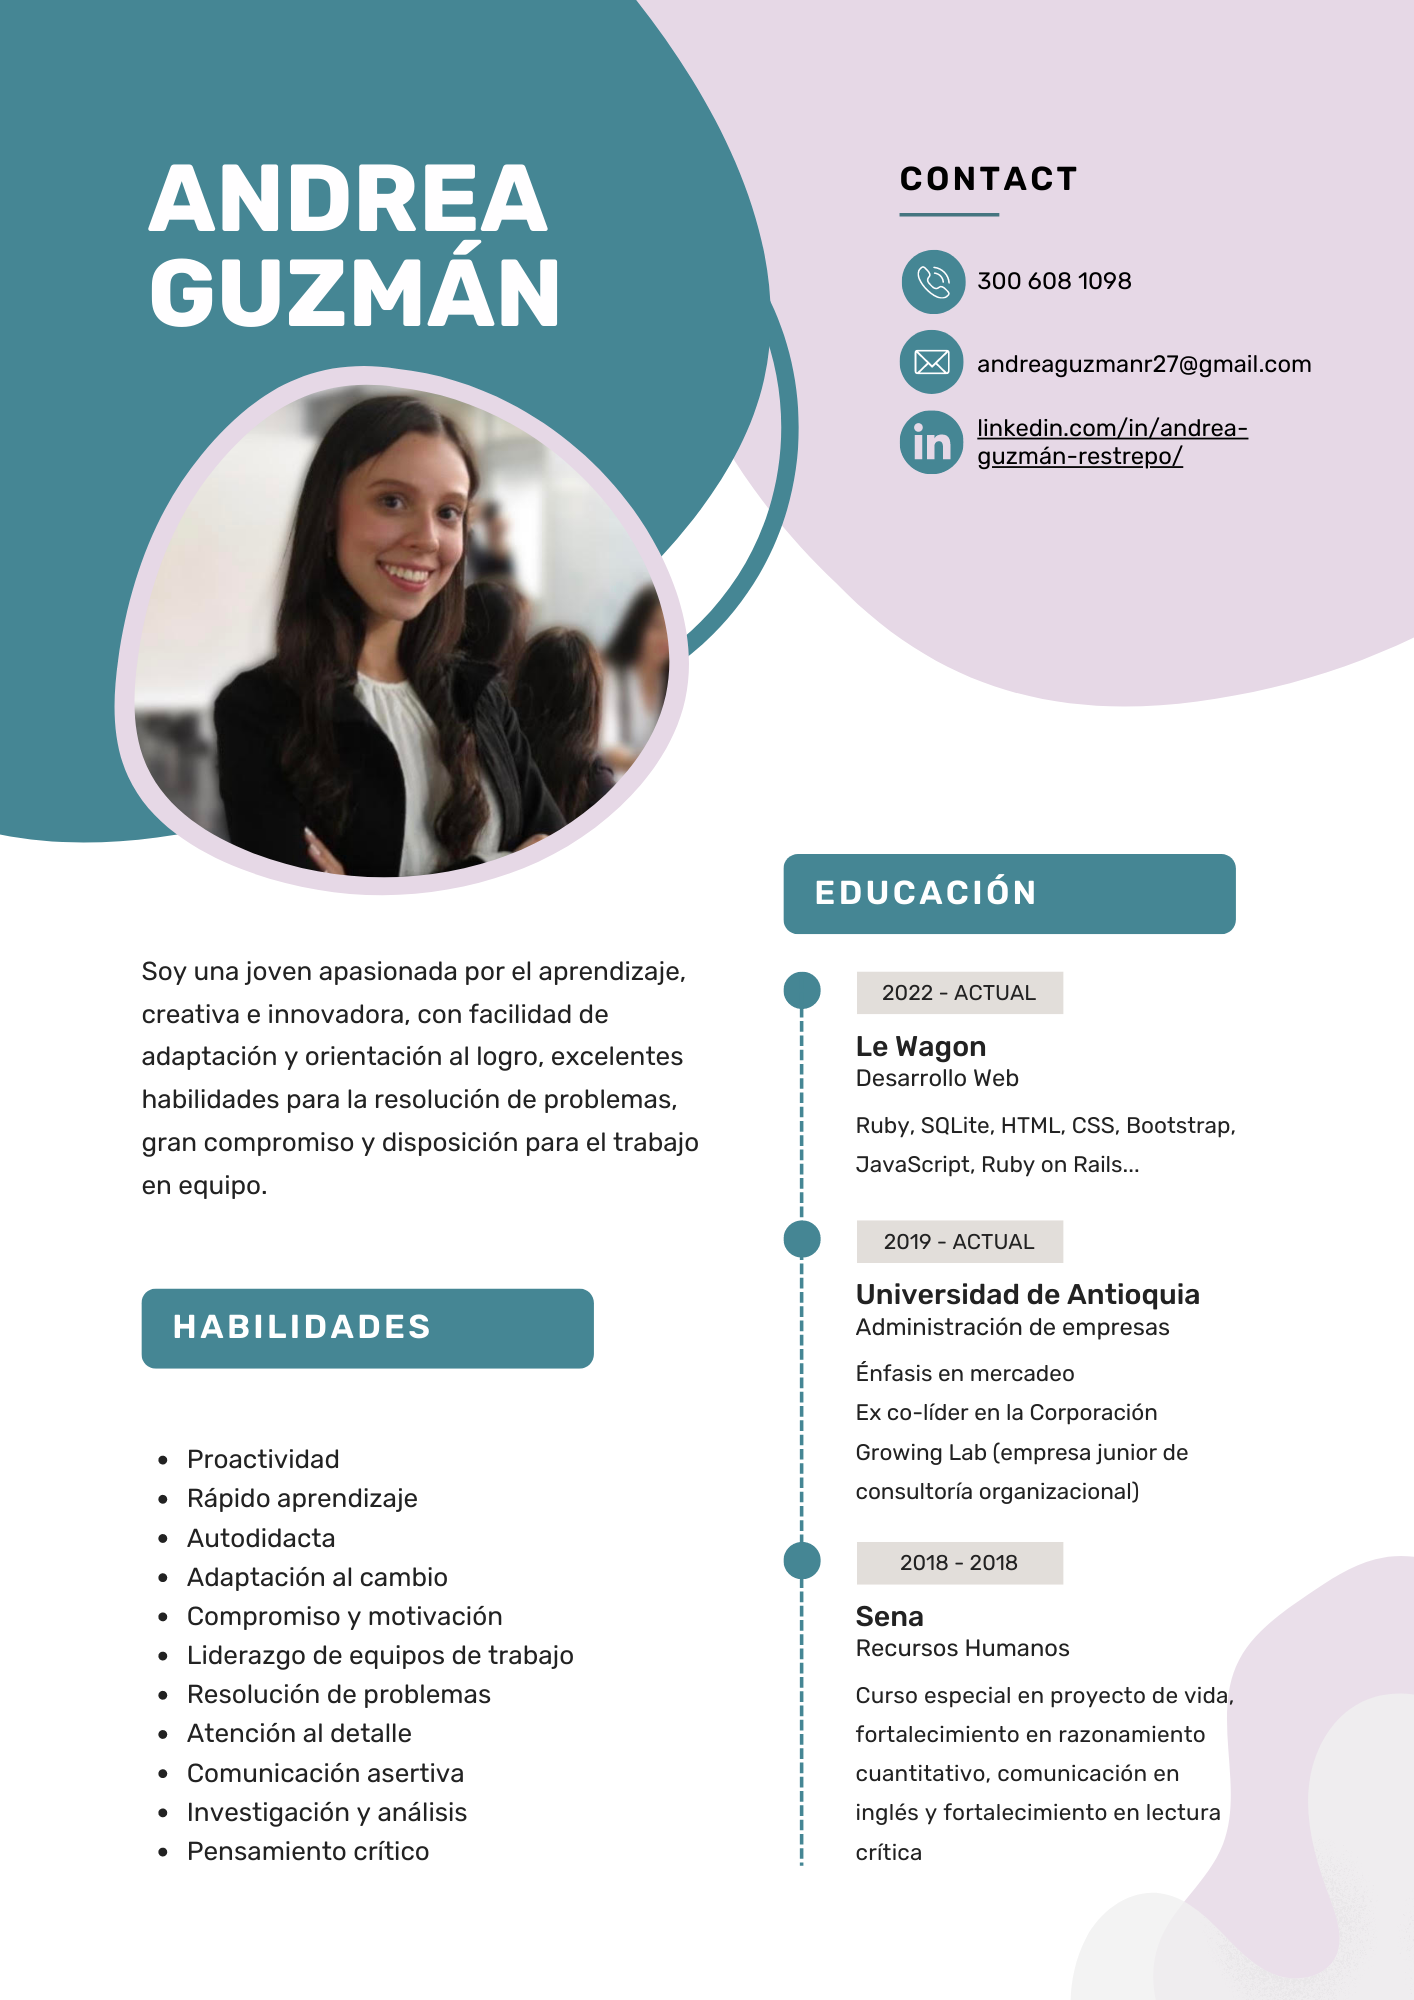 ANDREA
GUZMÁN
CONTACT
300 608 1098
andreaguzmanr27@gmail.com
linkedin.com/in/andrea-
guzmán-restrepo/
Soy una joven apasionada por el aprendizaje,
creativa e innovadora, con facilidad de
adaptación y orientación al logro, excelentes
habilidades para la resolución de problemas,
gran compromiso y disposición para el trabajo
en equipo.
HABILIDADES
• Proactividad
• Rápido aprendizaje
• Autodidacta
• Adaptación al cambio
• Compromiso y motivación
• Liderazgo de equipos de trabajo
• Resolución de problemas
• Atención al detalle
• Comunicación asertiva
• Investigación y análisis
• Pensamiento crítico
EDUCACIÓN
2022 - ACTUAL
Le Wagon
Desarrollo Web
Ruby, SQLite, HTML, CSS, Bootstrap,
JavaScript, Ruby on Rails...
2019 - ACTUAL
Universidad de Antioquia
Administración de empresas
Énfasis en mercadeo
Ex co-líder en la Corporación
Growing Lab (empresa junior de
consultoría organizacional)
2018 - 2018
Sena
Recursos Humanos
Curso especial en proyecto de vida,
fortalecimiento en razonamiento
cuantitativo, comunicación en
inglés y fortalecimiento en lectura
crítica